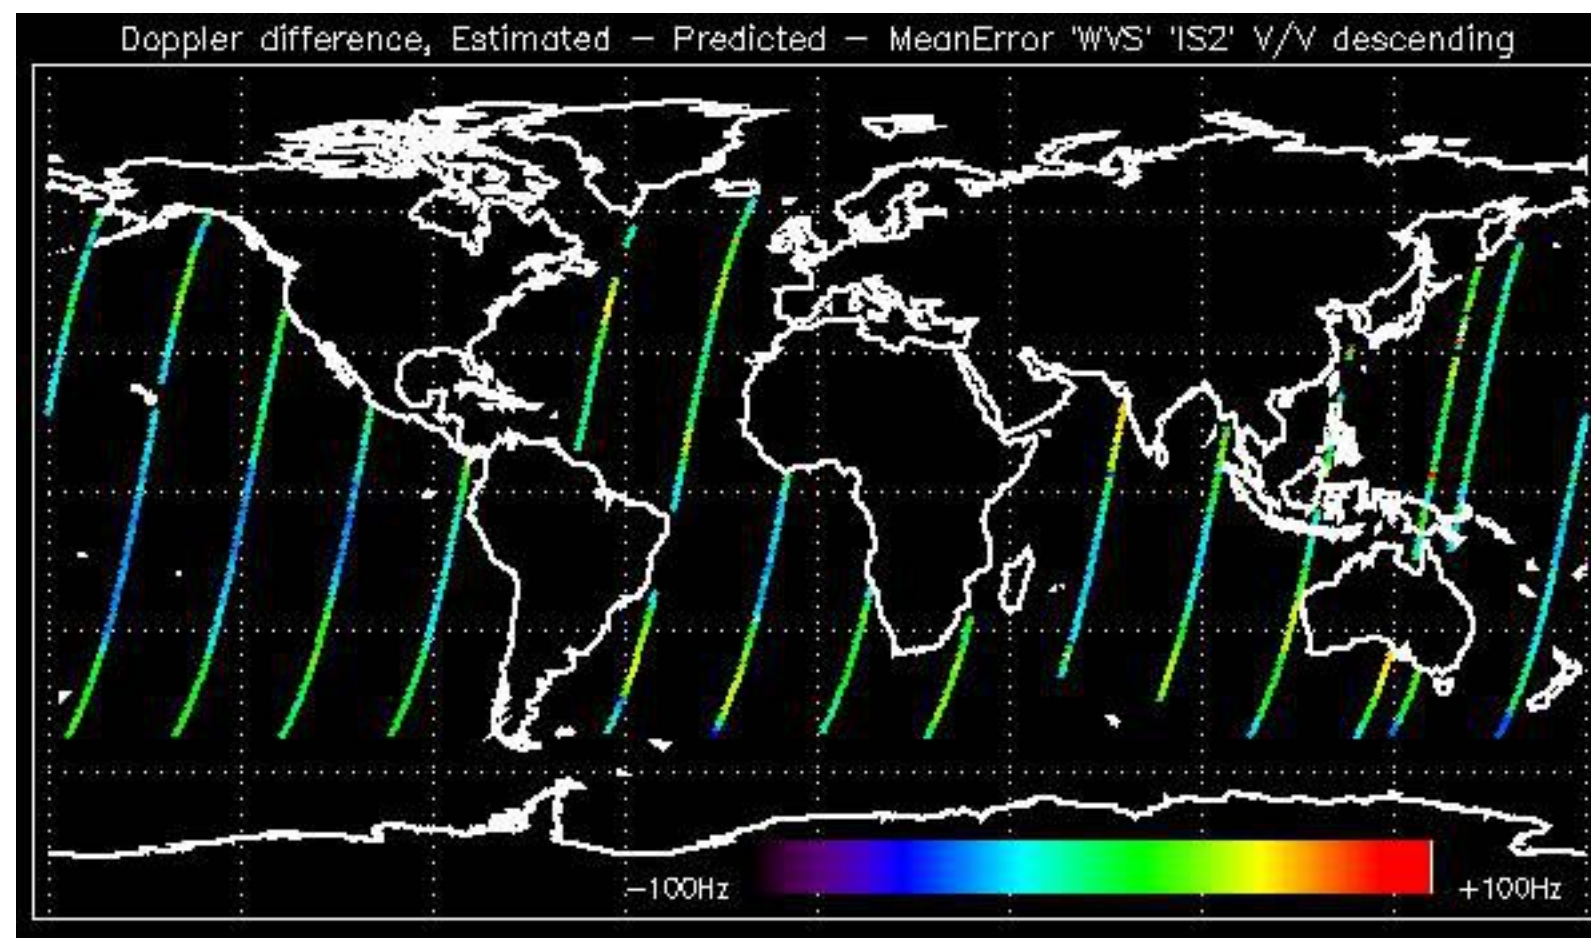 Doppler difference, Estimated − Predicted − MeanError 'WVS' 'IS2' V/V descending
−100Hz +100Hz